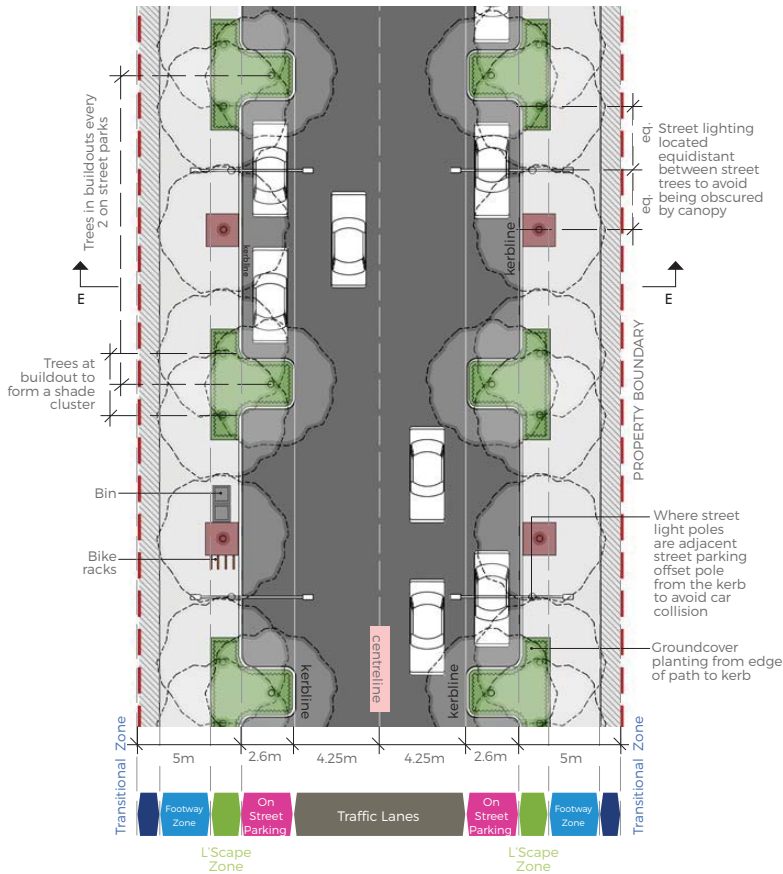 Trees in buildouts every
2 on street parks
eq.
eq.
Street lighting
located
equidistant
between street
trees to avoid
being obscured
by canopy
kerbline
kerbline
E
E
Trees at
buildout to
form a shade
cluster
PROPERTY BOUNDARY
Bin
Bike
racks
Where street
light poles
are adjacent
street parking
offset pole
from the kerb
to avoid car
collision
Groundcover
planting from edge
of path to kerb
kerbline
centreline
kerbline
Transitional Zone
5m
2.6m
4.25m
4.25m
2.6m
5m
Transitional Zone
Footway
Zone
On
Street
Parking
Traffic Lanes
On
Street
Parking
Footway
Zone
L'Scape
Zone
L'Scape
Zone